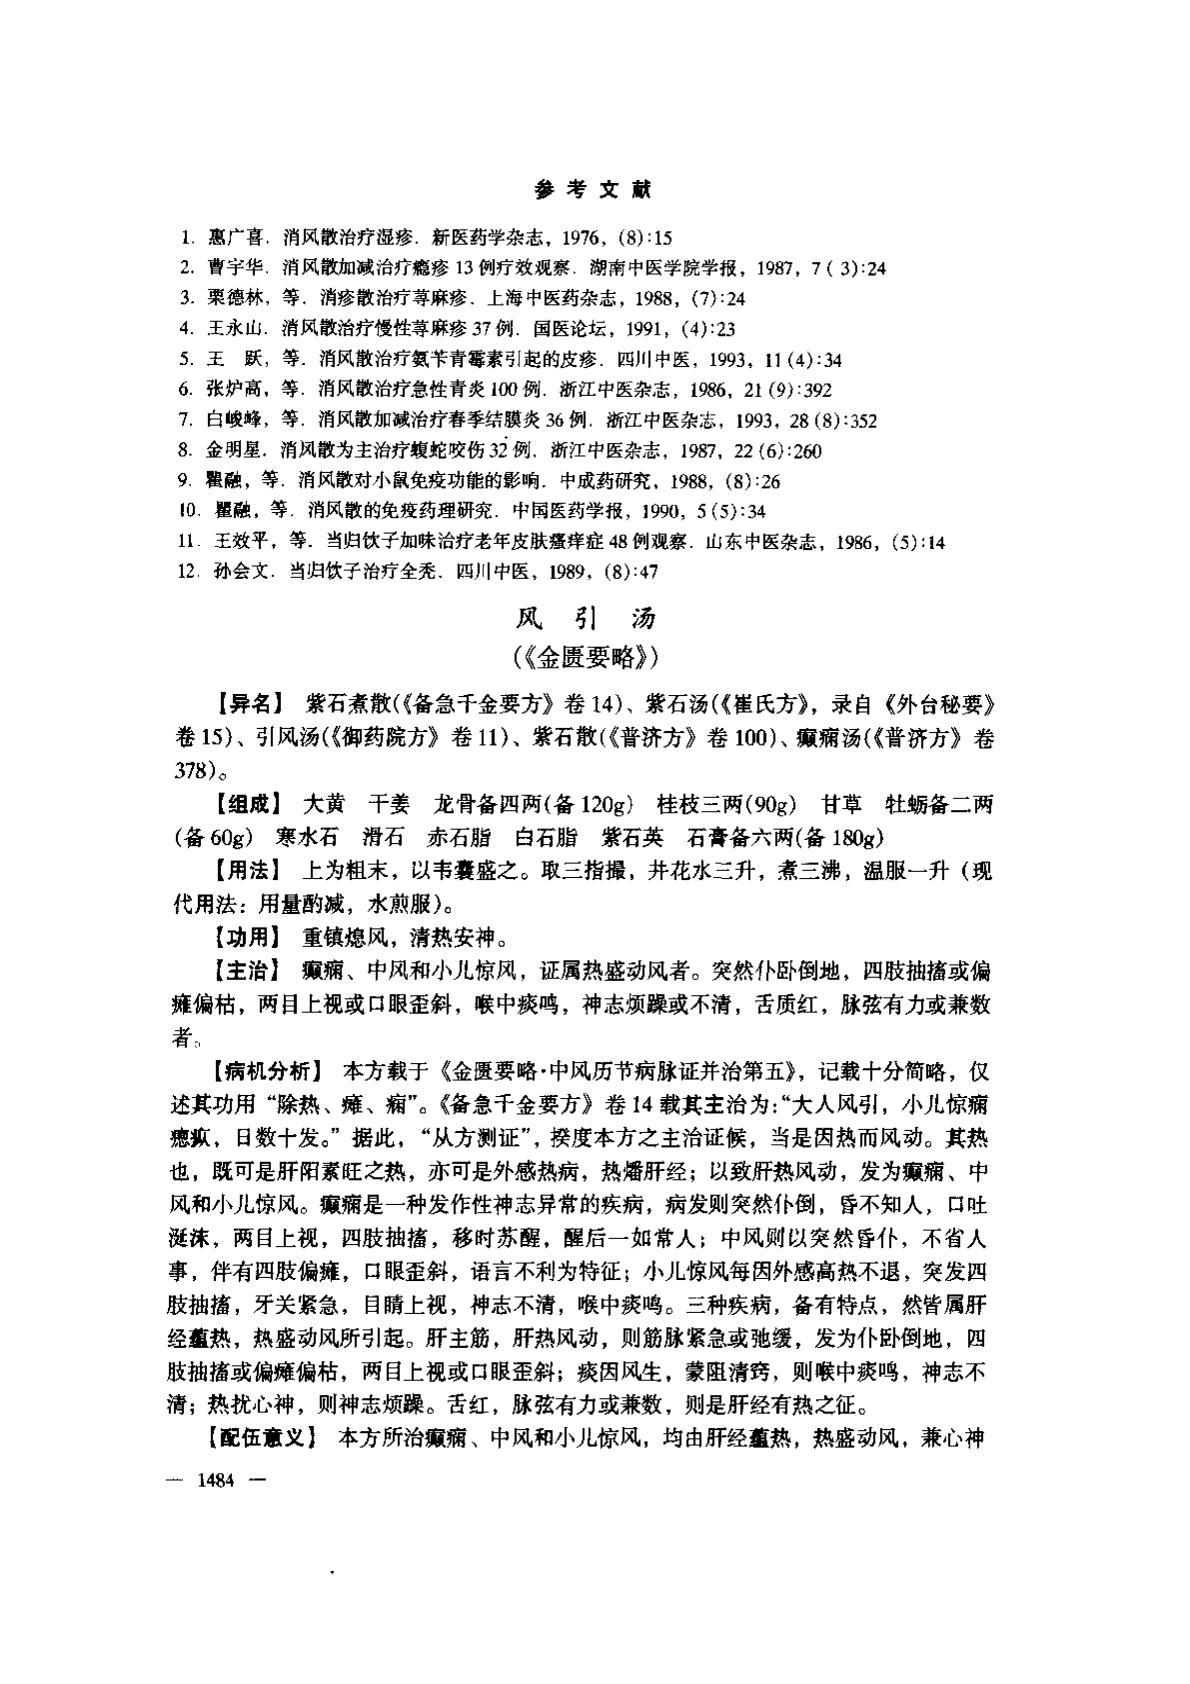 参考文献
1. 惠广喜. 消风散治疗湿疹. 新医药学杂志, 1976, (8):15
2. 曹宇华. 消风散加减治疗瘾疹 13 例疗效观察. 湖南中医学院学报, 1987, 7 ( 3):24
3. 栗德林, 等. 消疹散治疗荨麻疹. 上海中医药杂志, 1988, (7):24
4. 王永山. 消风散治疗慢性荨麻疹 37 例. 国医论坛, 1991, (4):23
5. 王 跃, 等. 消风散治疗氨苄青霉素引起的皮疹. 四川中医, 1993, 11 (4):34
6. 张炉高, 等. 消风散治疗急性青炎 100 例. 浙江中医杂志, 1986, 21 (9):392
7. 白峻峰, 等. 消风散加减治疗春季结膜炎 36 例. 浙江中医杂志, 1993, 28 (8):352
8. 金明星. 消风散为主治疗蝮蛇咬伤 32 例. 浙江中医杂志, 1987, 22 (6):260
9. 瞿融, 等. 消风散对小鼠免疫功能的影响. 中成药研究, 1988, (8):26
10. 瞿融, 等. 消风散的免疫药理研究. 中国医药学报, 1990, 5 (5):34
11. 王效平, 等. 当归饮子加味治疗老年皮肤瘙痒症 48 例观察. 山东中医杂志, 1986, (5):14
12. 孙会文. 当归饮子治疗全秃. 四川中医, 1989, (8):47
风引汤
(《金匮要略》)
【异名】 紫石煮散(《备急千金要方》卷 14)、紫石汤(《崔氏方》, 录自《外台秘要》
卷 15)、引风汤(《御药院方》卷 11)、紫石散(《普济方》卷 100)、癫痫汤(《普济方》卷
378)。
【组成】 大黄 干姜 龙骨各四两(各 120g) 桂枝三两(90g) 甘草 牡蛎各二两
(各 60g) 寒水石 滑石 赤石脂 白石脂 紫石英 石膏各六两(各 180g)
【用法】 上为粗末, 以韦囊盛之。取三指撮, 井花水三升, 煮三沸, 温服一升 (现
代用法: 用量酌减, 水煎服)。
【功用】 重镇熄风, 清热安神。
【主治】 癫痫、中风和小儿惊风, 证属热盛动风者。突然仆卧倒地, 四肢抽搐或偏
瘫偏枯, 两目上视或口眼歪斜, 喉中痰鸣, 神志烦躁或不清, 舌质红, 脉弦有力或兼数
者。
【病机分析】 本方载于《金匮要略·中风历节病脉证并治第五》, 记载十分简略, 仅
述其功用“除热、瘫、痫”。《备急千金要方》卷 14 载其主治为:“大人风引, 小儿惊痫
瘛疭, 日数十发。”据此, “从方测证”, 揆度本方之主治证候, 当是因热而风动。其热
也, 既可是肝阳素旺之热, 亦可是外感热病, 热燔肝经; 以致肝热风动, 发为癫痫、中
风和小儿惊风。癫痫是一种发作性神志异常的疾病, 病发则突然仆倒, 昏不知人, 口吐
涎沫, 两目上视, 四肢抽搐, 移时苏醒, 醒后一如常人; 中风则以突然昏仆, 不省人
事, 伴有四肢偏瘫, 口眼歪斜, 语言不利为特征; 小儿惊风每因外感高热不退, 突发四
肢抽搐, 牙关紧急, 目睛上视, 神志不清, 喉中痰鸣。三种疾病, 各有特点, 然皆属肝
经蕴热, 热盛动风所引起。肝主筋, 肝热风动, 则筋脉紧急或弛缓, 发为仆卧倒地, 四
肢抽搐或偏瘫偏枯, 两目上视或口眼歪斜; 痰因风生, 蒙阻清窍, 则喉中痰鸣, 神志不
清; 热扰心神, 则神志烦躁。舌红, 脉弦有力或兼数, 则是肝经有热之征。
【配伍意义】 本方所治癫痫、中风和小儿惊风, 均由肝经蕴热, 热盛动风, 兼心神
— 1484 —